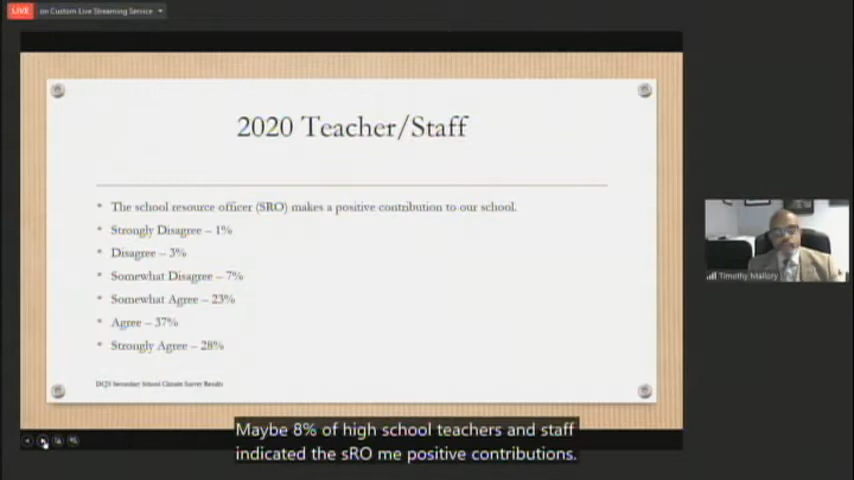 LIVE on Custom Live Streaming Service
2020 Teacher/Staff
The school resource officer (SRO) makes a positive contribution to our school.
Strongly Disagree – 1%
Disagree – 3%
Somewhat Disagree – 7%
Somewhat Agree – 23%
Agree – 37%
Strongly Agree – 28%
Secondary School Climate Survey Results
Timothy Mallory
Maybe 8% of high school teachers and staff
indicated the sRO me positive contributions.